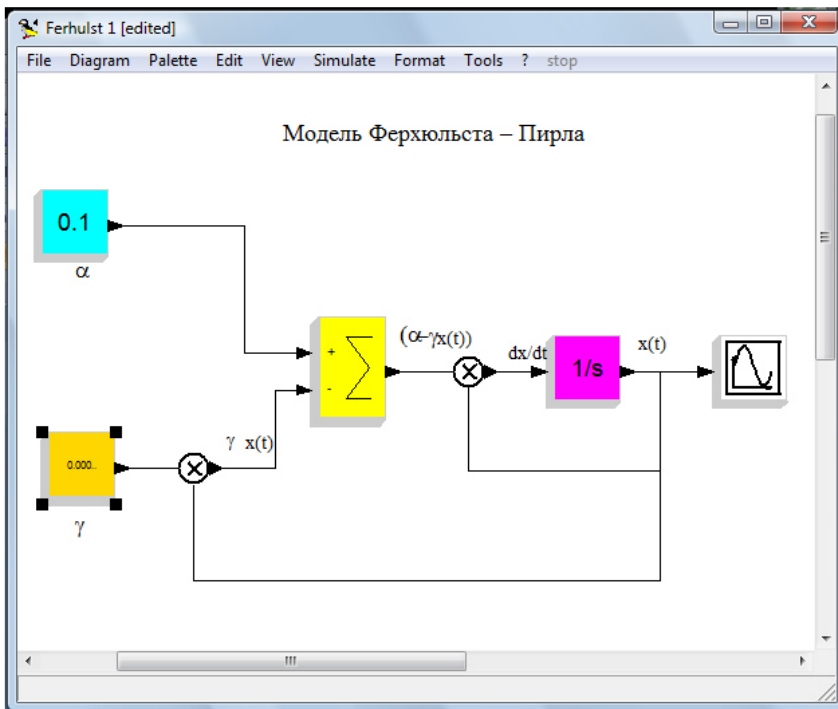 Ferhulst 1 [edited]
File Diagram Palette Edit View Simulate Format Tools ? stop
Модель Ферхюльста – Пирла
0.1
α
+
-
(α-γx(t))
dx/dt
1/s
x(t)
γ x(t)
0.000..
γ